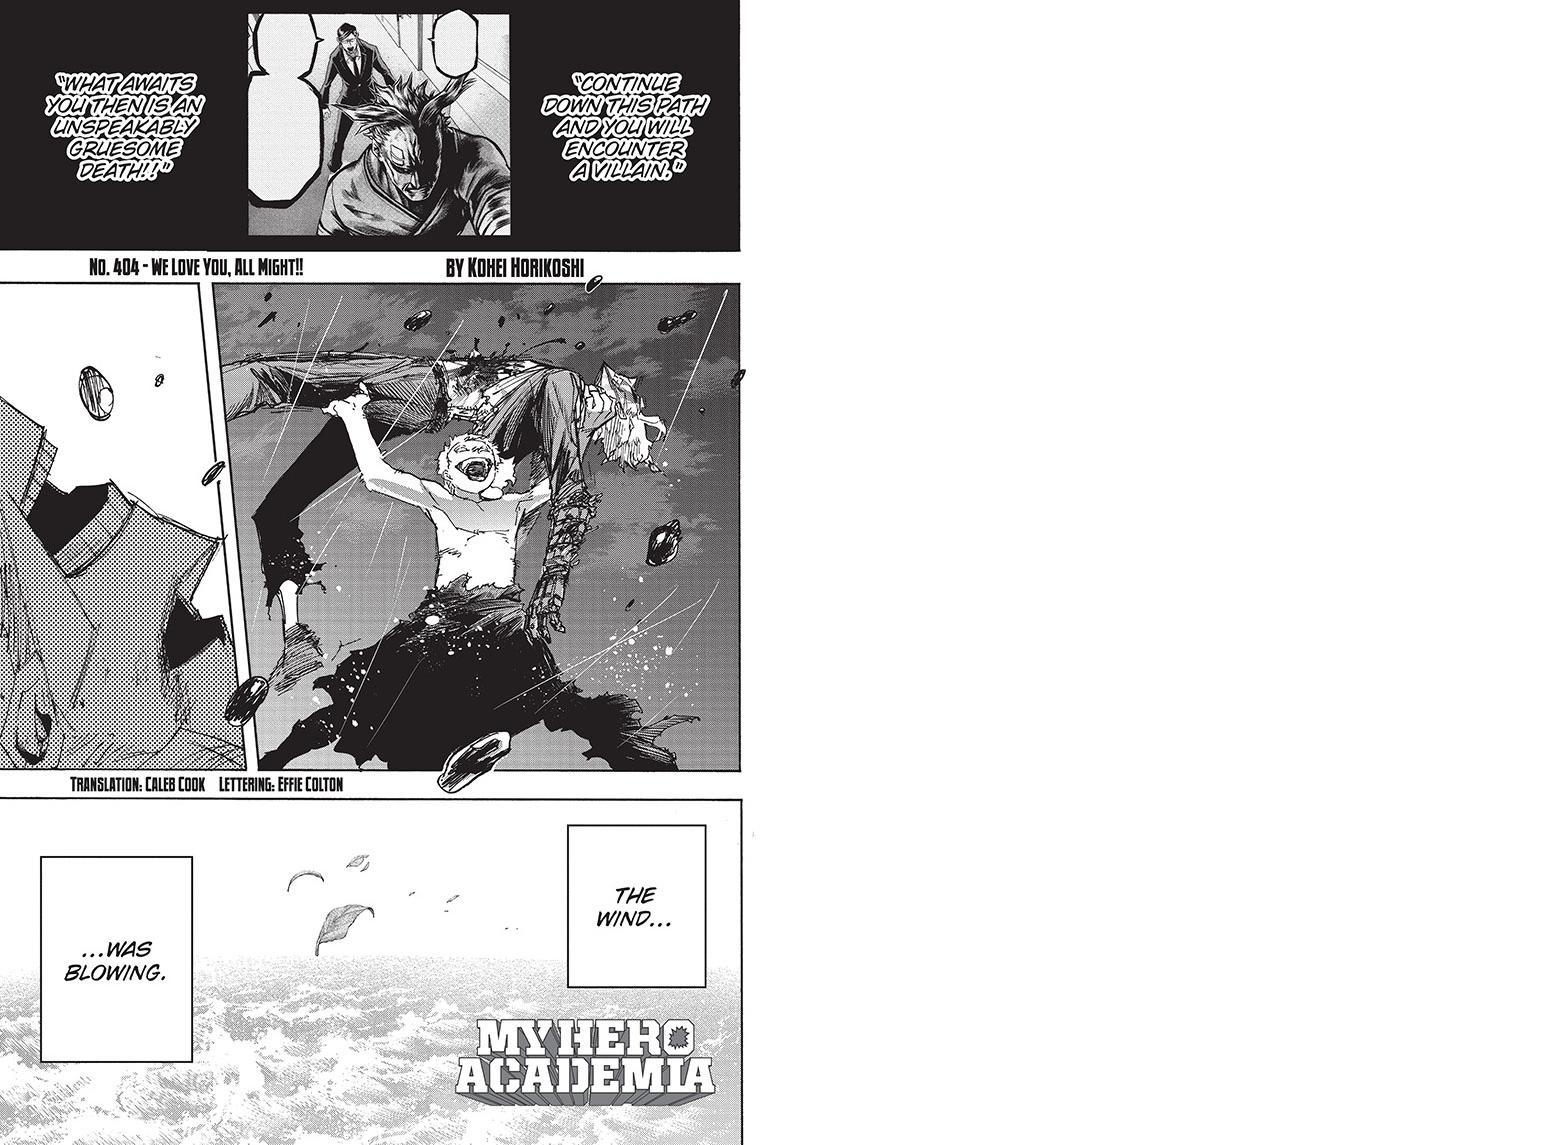 "CONTINUE
DOWN THIS PATH
AND YOU WILL
ENCOUNTER
A VILLAIN."
"WHAT AWAITS
YOU THEN IS AN
UNSPEAKABLY
GRUESOME
DEATH!!"
No. 404 - We Love You, All Might!!
by Kohei Horikoshi
Translation: Caleb Cook Lettering: Effie Colton
THE
WIND...
...WAS
BLOWING.
MY HERO
ACADEMIA